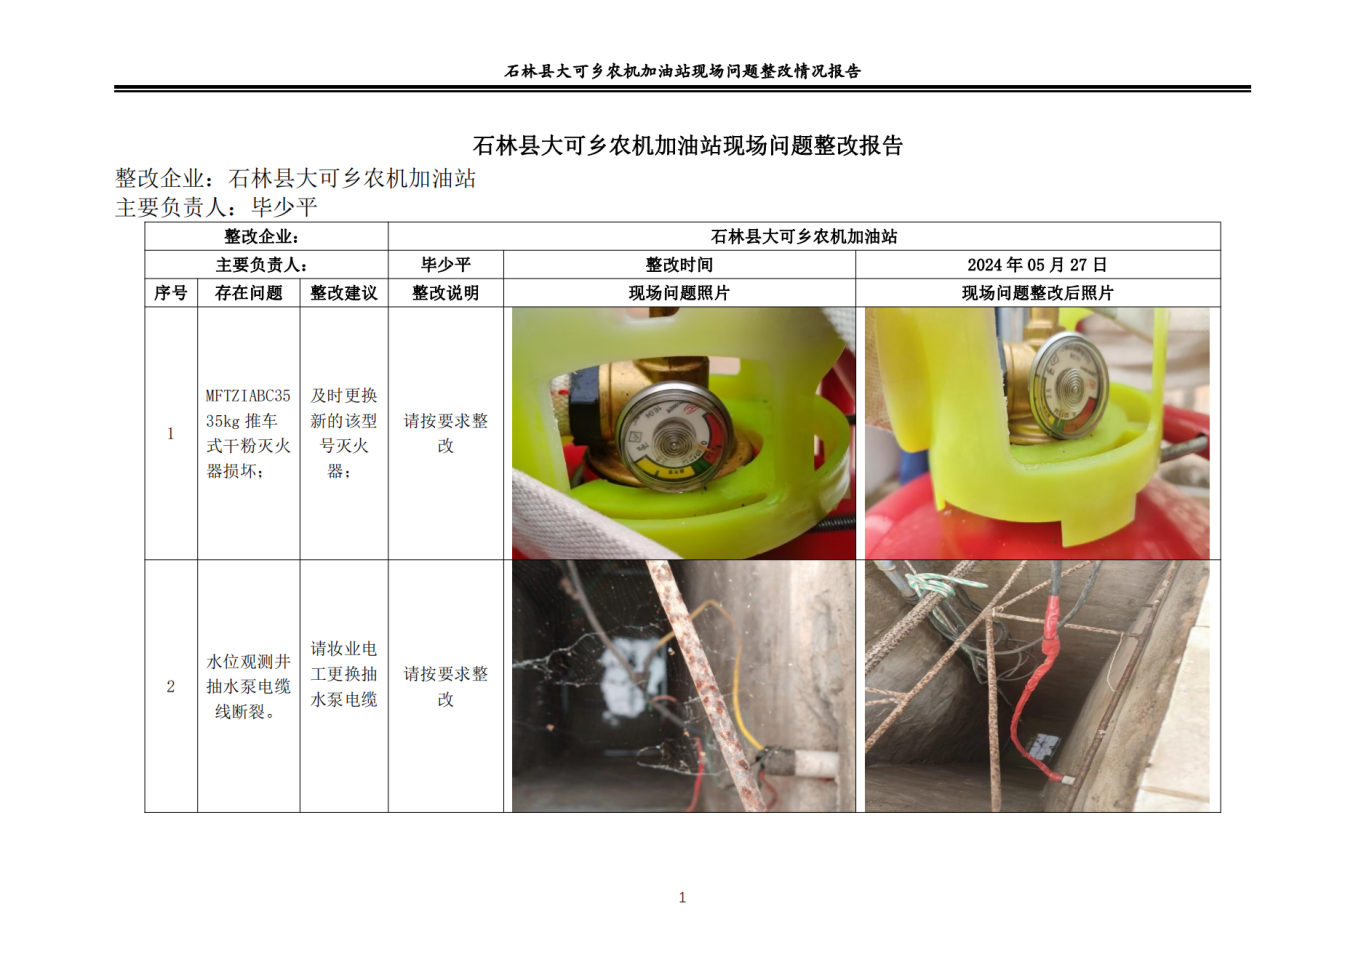 石林县大可乡农机加油站现场问题整改情况报告
石林县大可乡农机加油站现场问题整改报告
整改企业：石林县大可乡农机加油站
主要负责人：毕少平
整改企业： 石林县大可乡农机加油站
主要负责人： 毕少平 整改时间 2024 年 05 月 27 日
序号 存在问题 整改建议 整改说明 现场问题照片 现场问题整改后照片
1
MFTZIABC35
35kg 推车
式干粉灭火
器损坏；
及时更换
新的该型
号灭火
器；
请按要求整
改
2
水位观测井
抽水泵电缆
线断裂。
请妆业电
工更换抽
水泵电缆
请按要求整
改
1